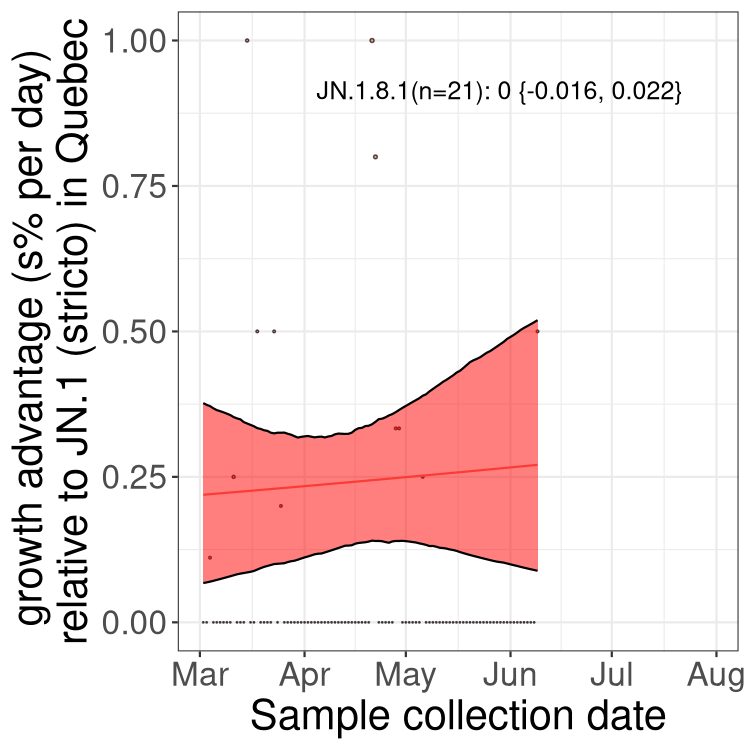 growth advantage (s% per day)
relative to JN.1 (stricto) in Quebec
1.00
0.75
0.50
0.25
0.00
JN.1.8.1(n=21): 0 {-0.016, 0.022}
Mar Apr May Jun Jul Aug
Sample collection date